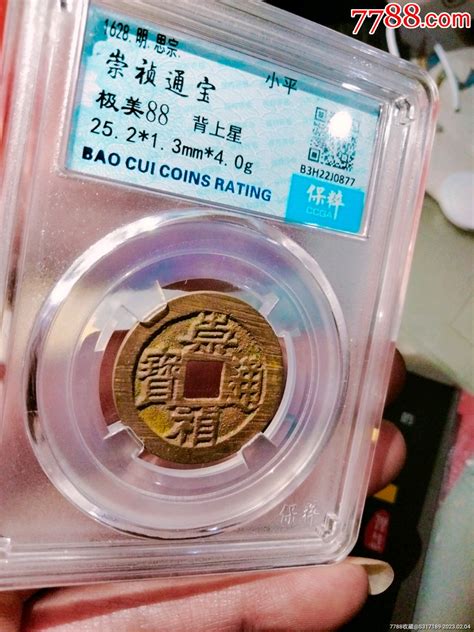 7788.com
1628.明.思宗.
崇祯通宝 小平
极美88 背上星
25.2*1.3mm*4.0g
B3H22J0877
BAO CUI COINS RATING
保粹
CCGA
崇禎通寶
保粹
7788收藏@B317189 2023.02.04